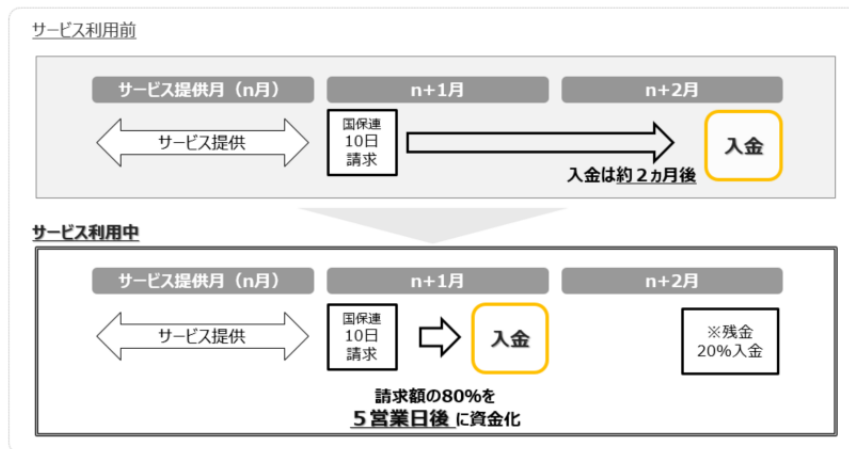 サービス利用前
サービス提供月（n月）
n+1月
n+2月
サービス提供
国保連
10日
請求
入金
入金は約２ヵ月後
サービス利用中
サービス提供月（n月）
n+1月
n+2月
サービス提供
国保連
10日
請求
入金
※残金
20%入金
請求額の80%を
５営業日後 に資金化